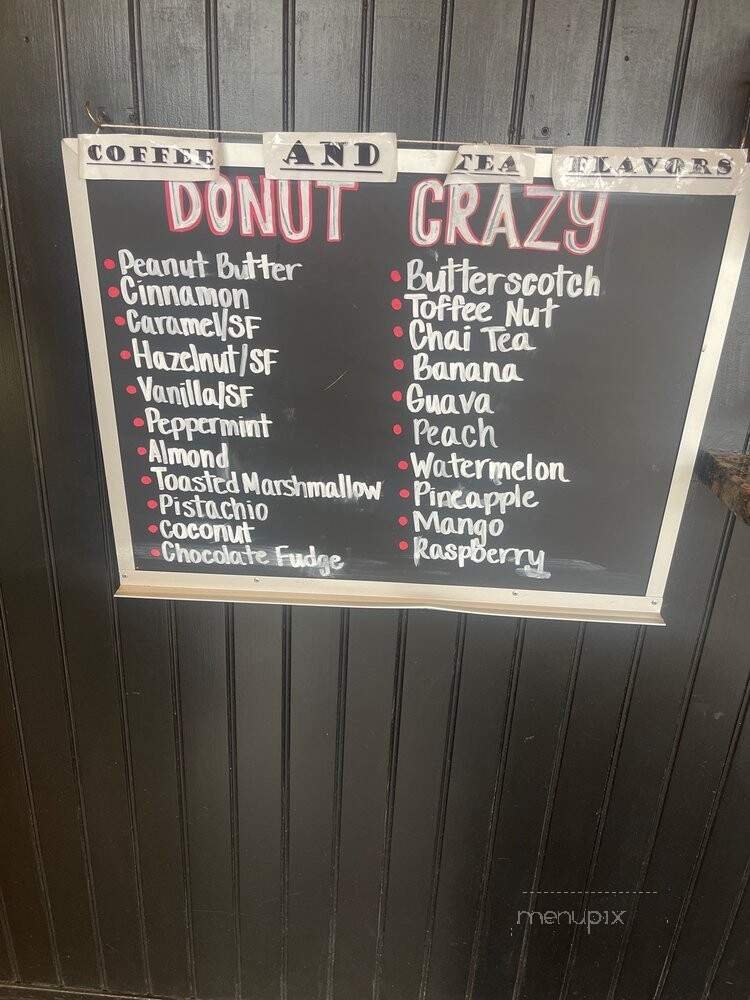 COFFEE AND TEA FLAVORS
DONUT CRAZY
• Peanut Butter
• Cinnamon
• Caramel/SF
• Hazelnut/SF
• Vanilla/SF
• Peppermint
• Almond
• Toasted Marshmallow
• Pistachio
• Coconut
• Chocolate Fudge
• Butterscotch
• Toffee Nut
• Chai Tea
• Banana
• Guava
• Peach
• Watermelon
• Pineapple
• Mango
• Raspberry
menupix